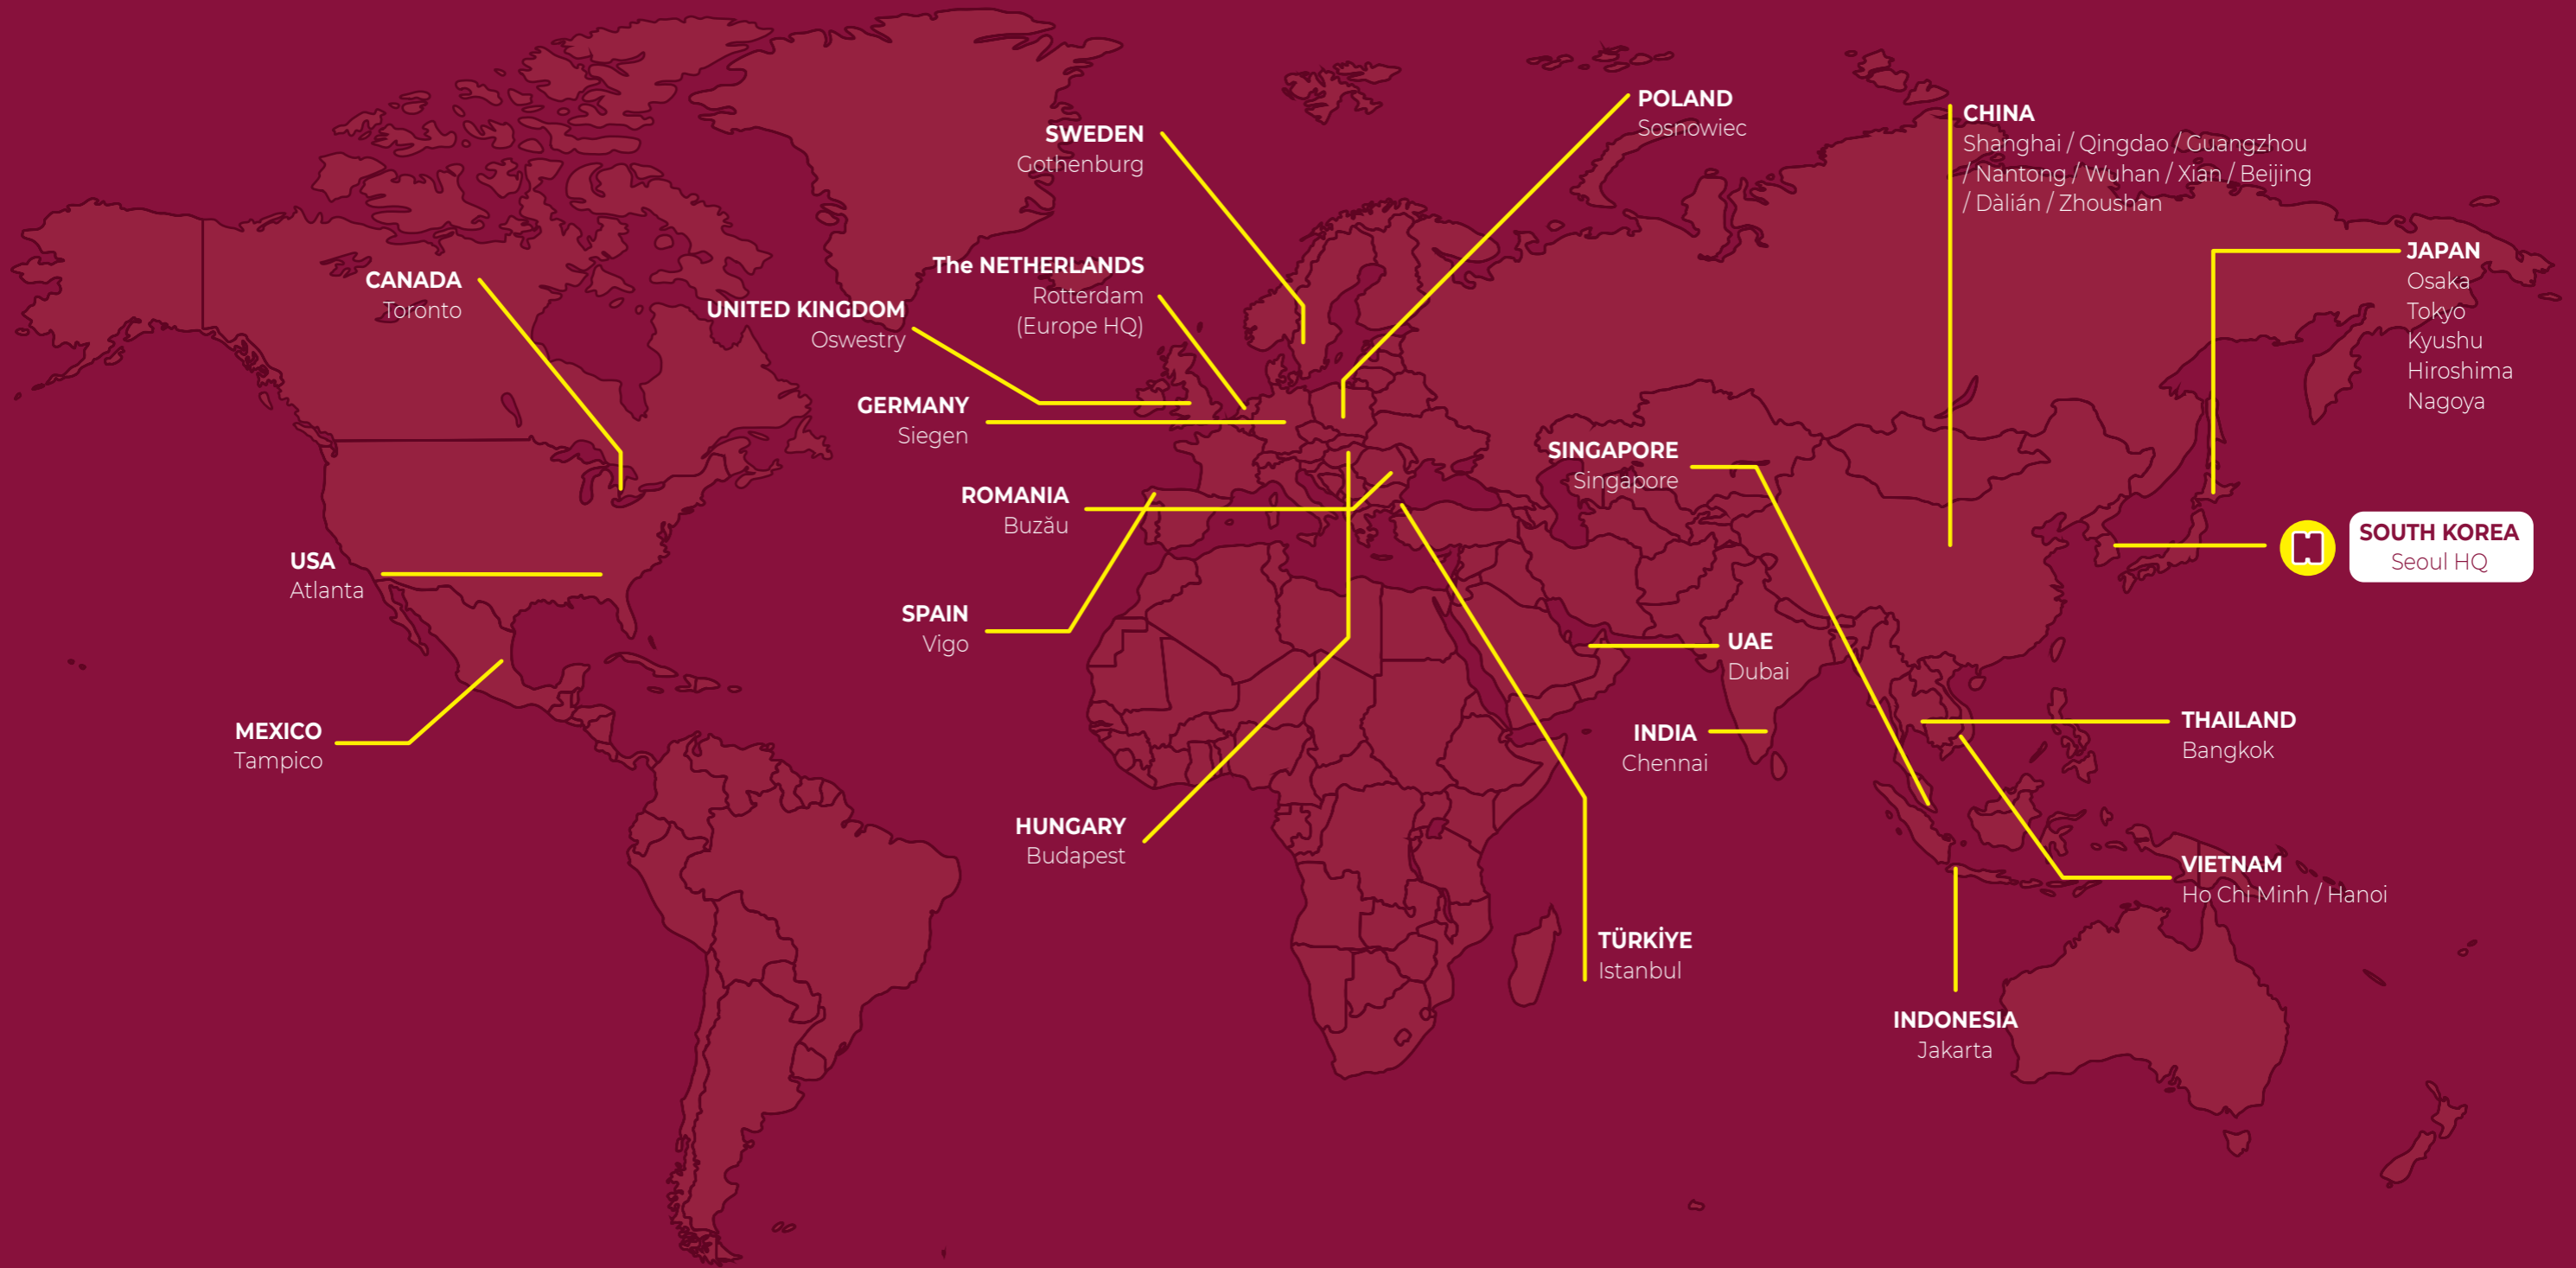 POLAND
Sosnowiec
CHINA
Shanghai / Qingdao / Guangzhou
/ Nantong / Wuhan / Xian / Beijing
/ Dàlián / Zhoushan
SWEDEN
Gothenburg
JAPAN
Osaka
Tokyo
Kyushu
Hiroshima
Nagoya
The NETHERLANDS
Rotterdam
(Europe HQ)
CANADA
Toronto
UNITED KINGDOM
Oswestry
GERMANY
Siegen
SINGAPORE
Singapore
ROMANIA
Buzău
SOUTH KOREA
Seoul HQ
USA
Atlanta
SPAIN
Vigo
UAE
Dubai
MEXICO
Tampico
INDIA
Chennai
THAILAND
Bangkok
HUNGARY
Budapest
VIETNAM
Ho Chi Minh / Hanoi
TÜRKİYE
Istanbul
INDONESIA
Jakarta